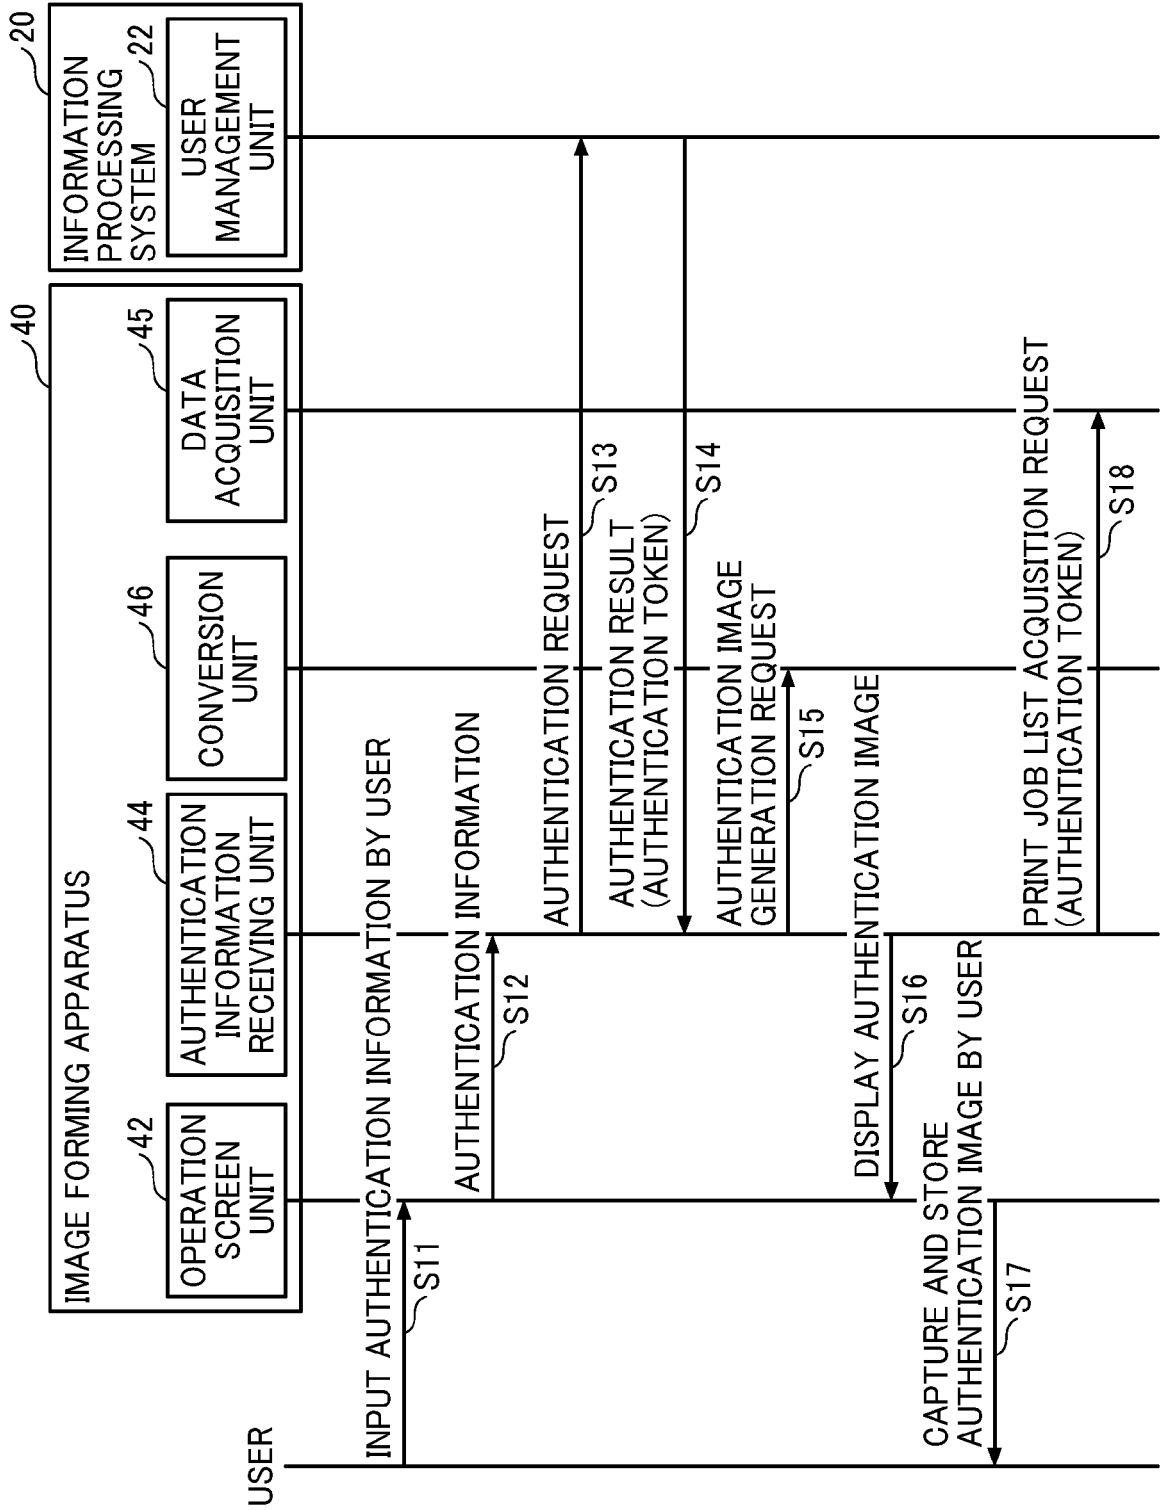 IMAGE FORMING APPARATUS
40
INFORMATION
PROCESSING
SYSTEM
20
USER
OPERATION
SCREEN
UNIT
42
AUTHENTICATION
INFORMATION
RECEIVING UNIT
44
CONVERSION
UNIT
46
DATA
ACQUISITION
UNIT
45
USER
MANAGEMENT
UNIT
22
INPUT AUTHENTICATION INFORMATION BY USER
S11
AUTHENTICATION INFORMATION
S12
AUTHENTICATION REQUEST
S13
AUTHENTICATION RESULT
(AUTHENTICATION TOKEN)
S14
AUTHENTICATION IMAGE
GENERATION REQUEST
S15
DISPLAY AUTHENTICATION IMAGE
S16
CAPTURE AND STORE
AUTHENTICATION IMAGE BY USER
S17
PRINT JOB LIST ACQUISITION REQUEST
(AUTHENTICATION TOKEN)
S18